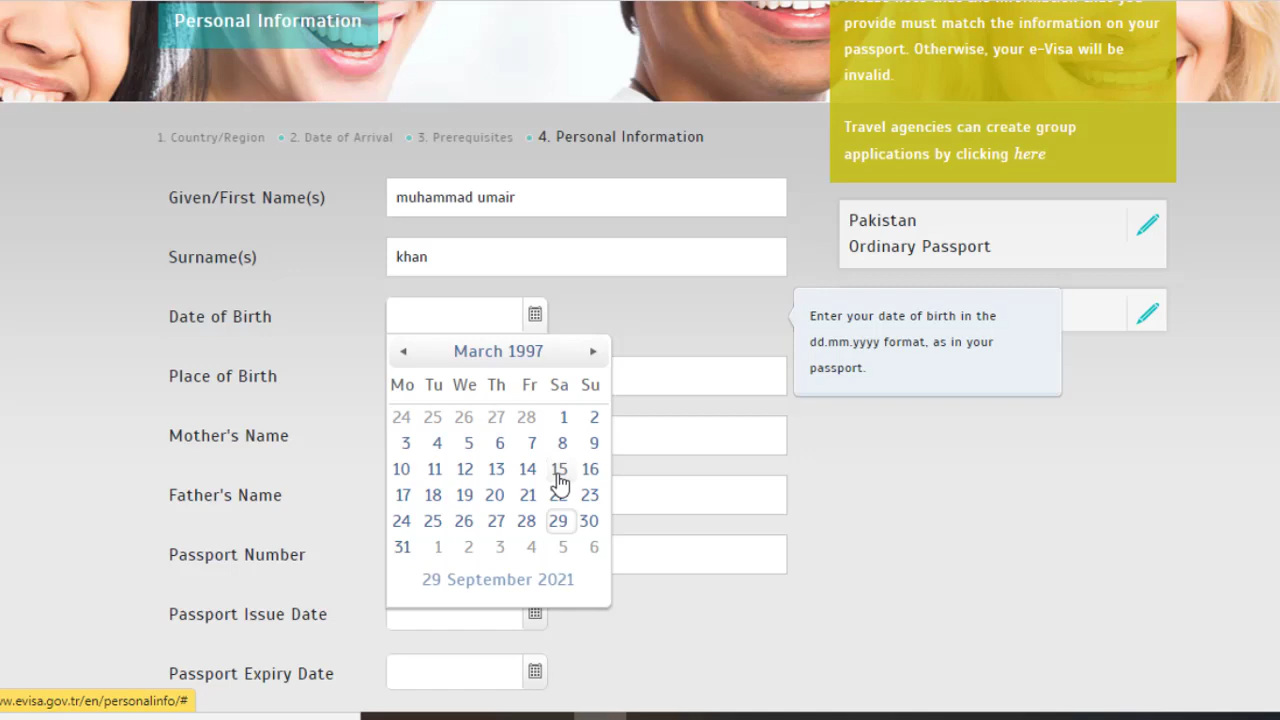 Personal Information
provide must match the information on your
passport. Otherwise, your e-Visa will be
invalid.
Travel agencies can create group
applications by clicking here
1. Country/Region 2. Date of Arrival 3. Prerequisites 4. Personal Information
Given/First Name(s) muhammad umair
Surname(s) khan
Pakistan
Ordinary Passport
Date of Birth
Enter your date of birth in the
dd.mm.yyyy format, as in your
passport.
March 1997
Mo Tu We Th Fr Sa Su
24 25 26 27 28 1 2
3 4 5 6 7 8 9
10 11 12 13 14 15 16
17 18 19 20 21 22 23
24 25 26 27 28 29 30
31 1 2 3 4 5 6
29 September 2021
Place of Birth
Mother's Name
Father's Name
Passport Number
Passport Issue Date
Passport Expiry Date
ww.evisa.gov.tr/en/personalinfo/#